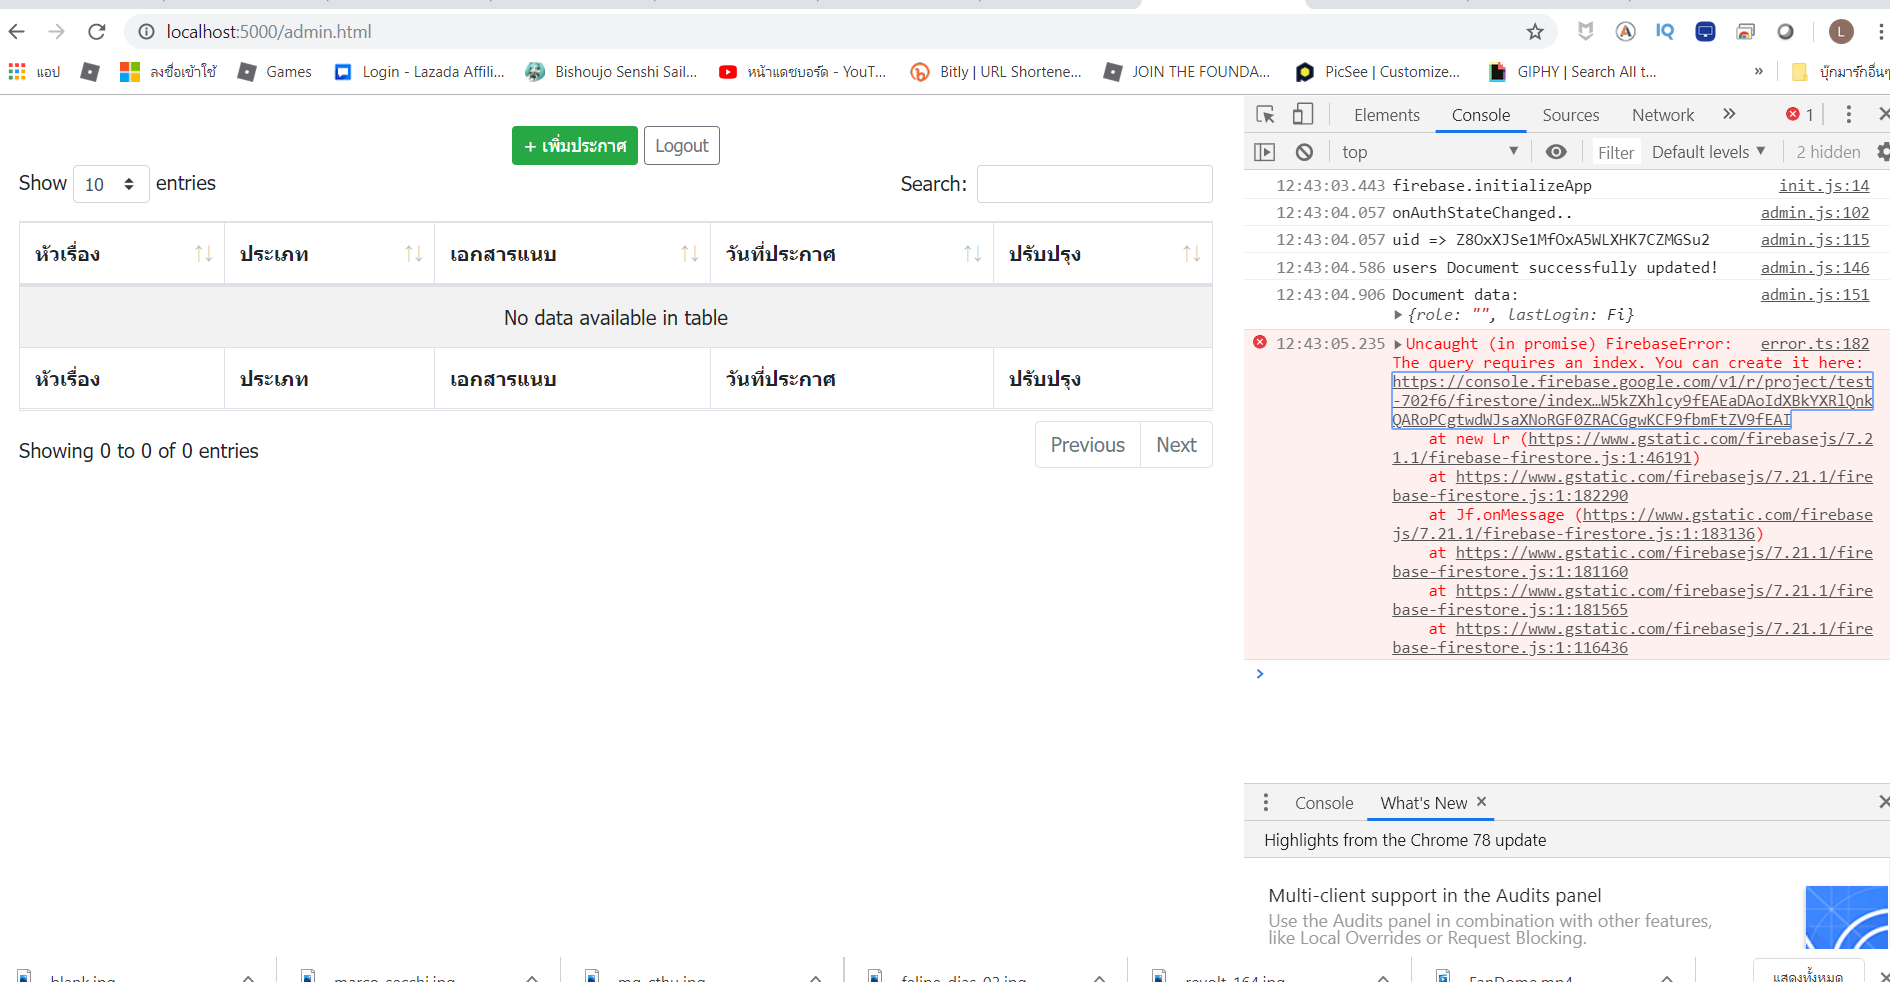 localhost:5000/admin.html
L
แอป
ลงชื่อเข้าใช้
Games
Login - Lazada Affili...
Bishoujo Senshi Sail...
หน้าแดชบอร์ด - YouT...
Bitly | URL Shortene...
JOIN THE FOUNDA...
PicSee | Customize...
GIPHY | Search All t...
»
บุ๊กมาร์กอื่นๆ
+ เพิ่มประกาศ
Logout
Show 10 entries
Search:
หัวเรื่อง ประเภท เอกสารแนบ วันที่ประกาศ ปรับปรุง
No data available in table
หัวเรื่อง ประเภท เอกสารแนบ วันที่ประกาศ ปรับปรุง
Showing 0 to 0 of 0 entries
Previous Next
Elements Console Sources Network » 1
top Filter Default levels ▼ 2 hidden
12:43:03.443 firebase.initializeApp init.js:14
12:43:04.057 onAuthStateChanged.. admin.js:102
12:43:04.057 uid => Z8OxXJSe1MfOxA5WLXHK7CZMGSu2 admin.js:115
12:43:04.586 users Document successfully updated! admin.js:146
12:43:04.906 Document data: admin.js:151
{role: "", lastLogin: Fi}
12:43:05.235 Uncaught (in promise) FirebaseError: error.ts:182
The query requires an index. You can create it here:
https://console.firebase.google.com/v1/r/project/test
-702f6/firestore/index…W5kZXhlcy9fEAEaDAoIdXBkYXRlQnk
QARoPCgtwdWJsaXNoRGF0ZRACGgwKCF9fbmFtZV9fEAI
at new Lr (https://www.gstatic.com/firebasejs/7.2
1.1/firebase-firestore.js:1:46191)
at https://www.gstatic.com/firebasejs/7.21.1/fire
base-firestore.js:1:182290
at Jf.onMessage (https://www.gstatic.com/firebase
js/7.21.1/firebase-firestore.js:1:183136)
at https://www.gstatic.com/firebasejs/7.21.1/fire
base-firestore.js:1:181160
at https://www.gstatic.com/firebasejs/7.21.1/fire
base-firestore.js:1:181565
at https://www.gstatic.com/firebasejs/7.21.1/fire
base-firestore.js:1:116436
Console What's New
Highlights from the Chrome 78 update
Multi-client support in the Audits panel
Use the Audits panel in combination with other features,
like Local Overrides or Request Blocking.
แสดงทั้งหมด